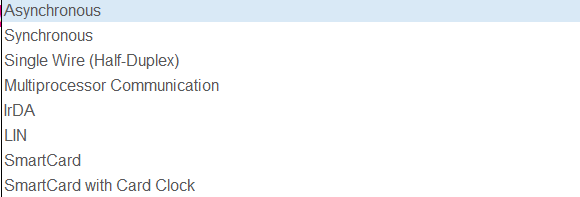 Asynchronous
Synchronous
Single Wire (Half-Duplex)
Multiprocessor Communication
IrDA
LIN
SmartCard
SmartCard with Card Clock